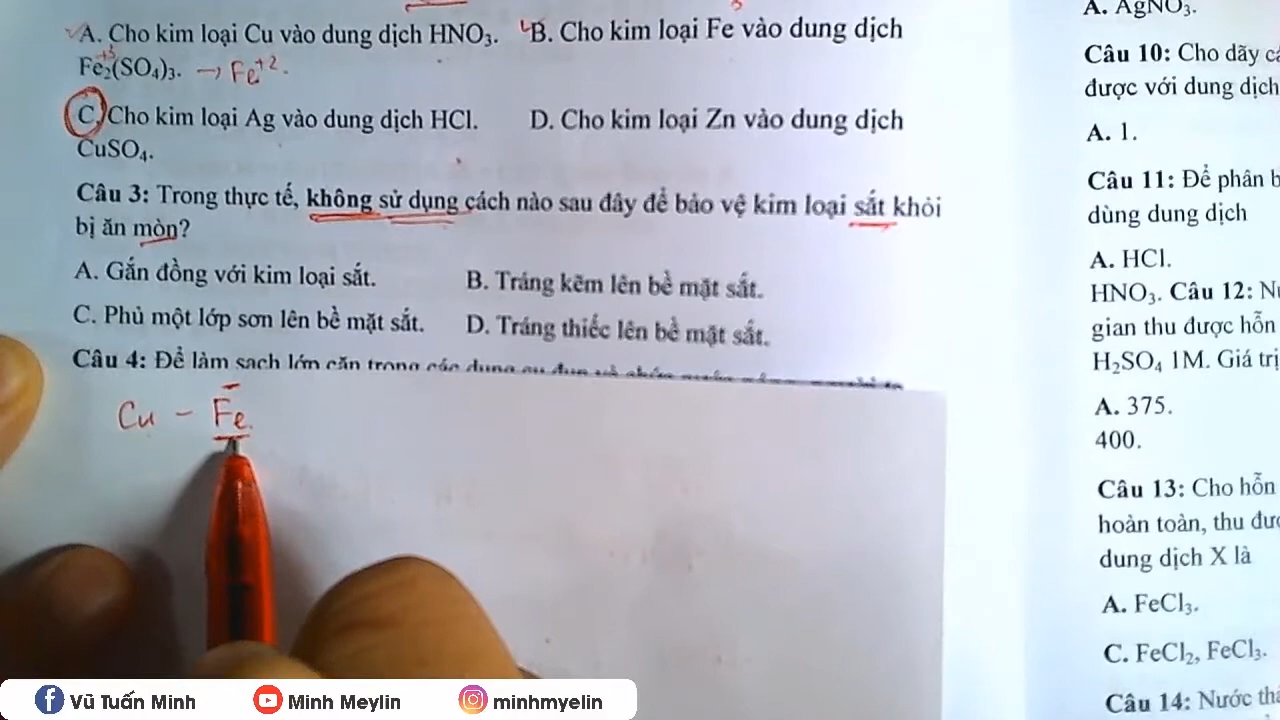 A. Cho kim loại Cu vào dung dịch HNO₃. B. Cho kim loại Fe vào dung dịch
+3
Fe₂(SO₄)₃. → Fe⁺².
C. Cho kim loại Ag vào dung dịch HCl. D. Cho kim loại Zn vào dung dịch
CuSO₄.
Câu 3: Trong thực tế, không sử dụng cách nào sau đây để bảo vệ kim loại sắt khỏi
bị ăn mòn?
A. Gắn đồng với kim loại sắt. B. Tráng kẽm lên bề mặt sắt.
C. Phủ một lớp sơn lên bề mặt sắt. D. Tráng thiếc lên bề mặt sắt.
Câu 4: Để làm sạch lớp cặn trong các dụng cụ
Cu - Fe.
A. AgNO₃.
Câu 10: Cho dãy
được với dung dịch
A. 1.
Câu 11: Để phân
dùng dung dịch
A. HCl.
HNO₃. Câu 12:
gian thu được hỗn
H₂SO₄ 1M. Giá trị
A. 375.
400.
Câu 13: Cho hỗn
hoàn toàn, thu
dung dịch X là
A. FeCl₃.
C. FeCl₂, FeCl₃.
Câu 14: Nước
Vũ Tuấn Minh Minh Meylin minhmyelin